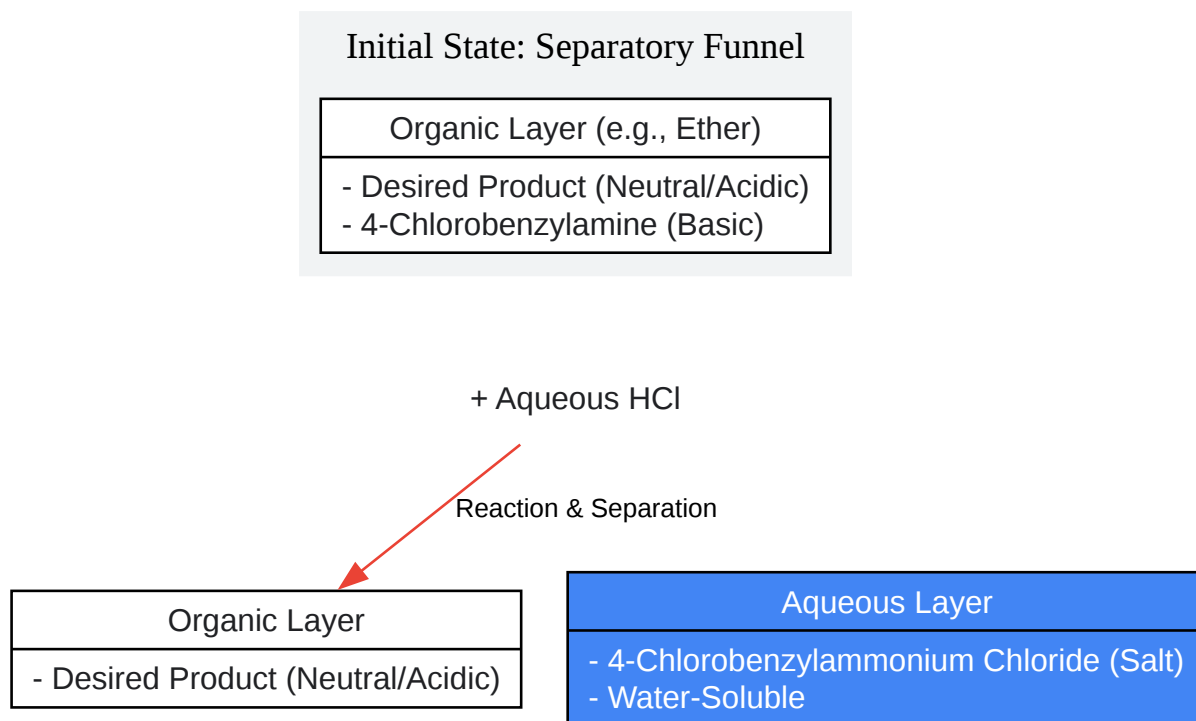 Initial State: Separatory Funnel
Organic Layer (e.g., Ether)
- Desired Product (Neutral/Acidic)
- 4-Chlorobenzylamine (Basic)
+ Aqueous HCl
Reaction & Separation
Organic Layer
- Desired Product (Neutral/Acidic)
Aqueous Layer
- 4-Chlorobenzylammonium Chloride (Salt)
- Water-Soluble